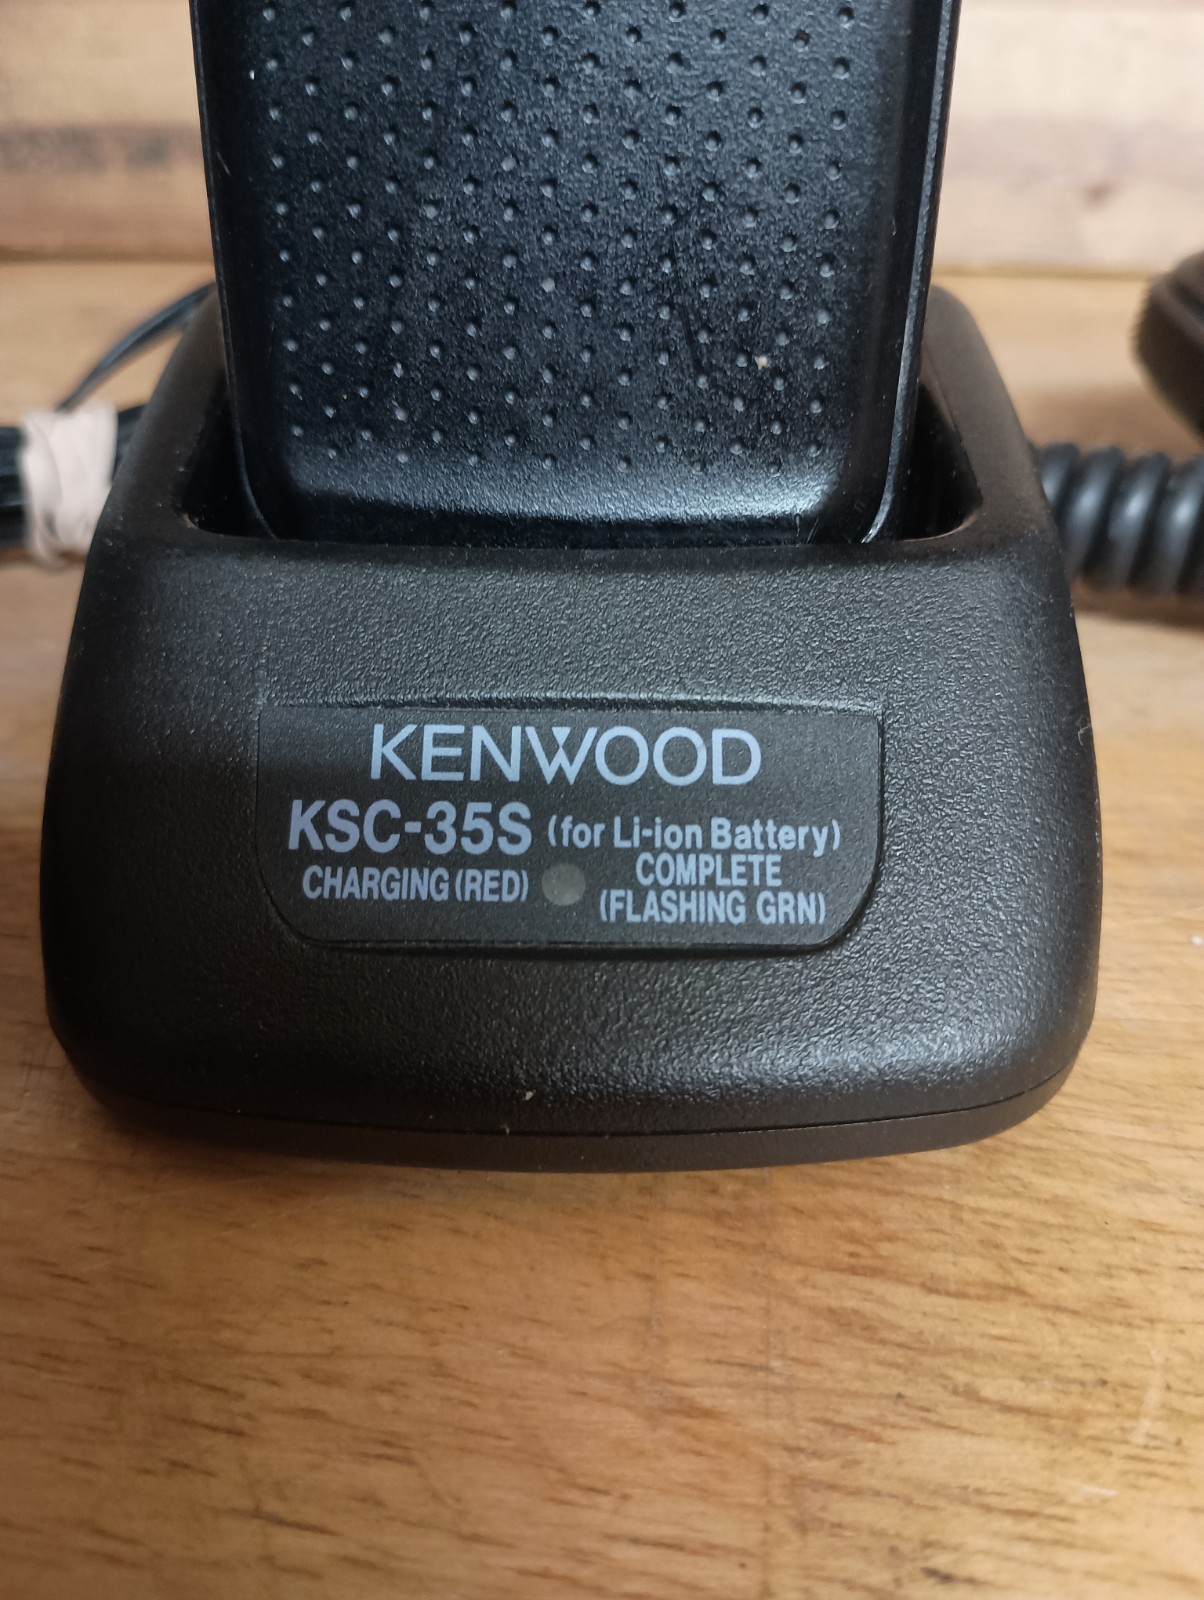 KENWOOD
KSC-35S (for Li-ion Battery)
CHARGING (RED) COMPLETE
(FLASHING GRN)